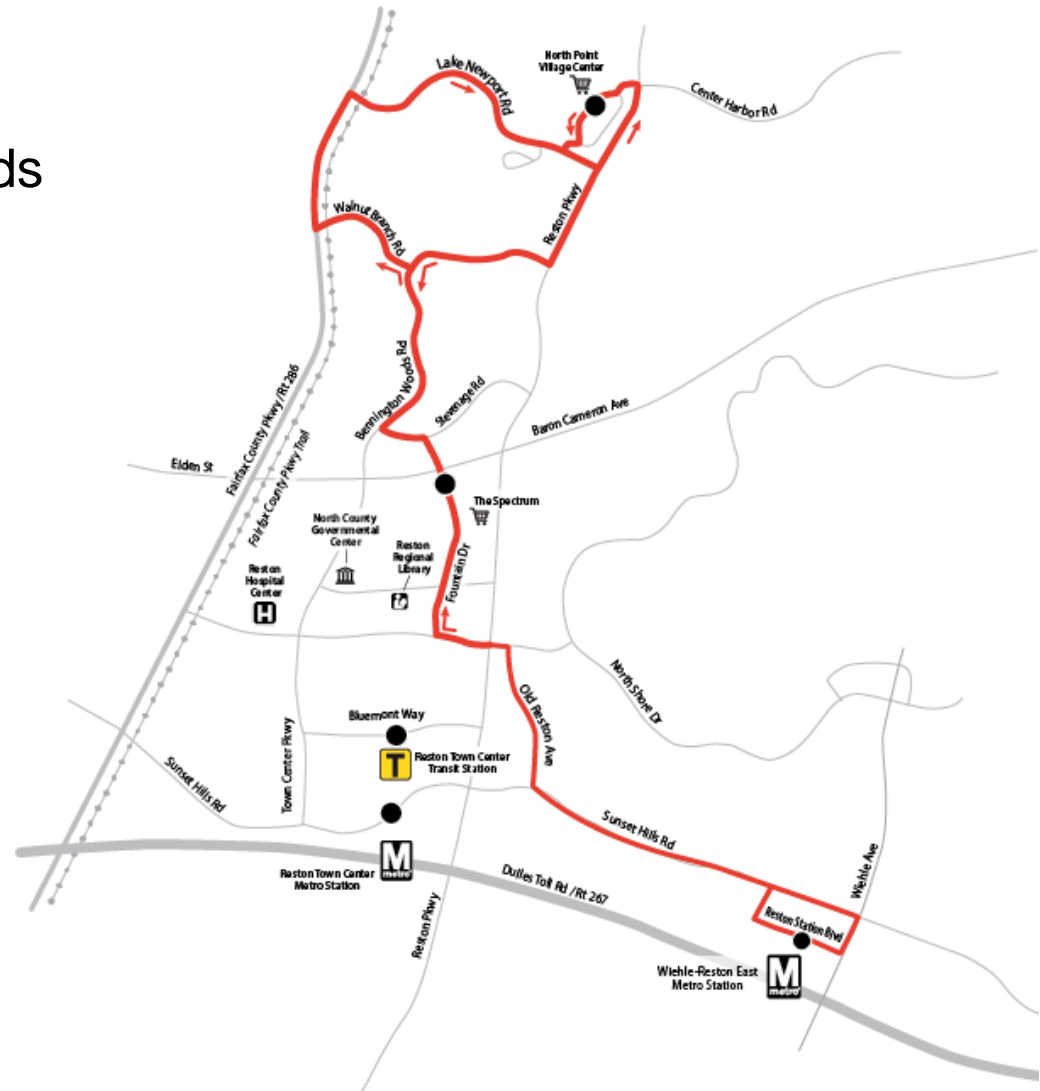 North Point
Village Center
Lake Newport Rd
Center Harbor Rd
ds
Walnut Branch Rd
Reston Pkwy
Bennington Woods Rd
Stevenage Rd
Fairfax County Pkwy/Rt 286
Baron Cameron Ave
Elden St
Fairfax County Pkwy Trail
The Spectrum
North County
Governmental
Center
Reston
Regional
Library
Reston
Hospital
Center
H
Fountain Dr
North Shore Dr
Old Reston Ave
Bluemont Way
T
Reston Town Center
Transit Station
Town Center Pkwy
Sunset Hills Rd
Sunset Hills Rd
M
metro
Reston Town Center
Metro Station
Dulles Toll Rd/Rt 267
Wiehle Ave
Reston Station Blvd
Reston Pkwy
Wiehle-Reston East
Metro Station
M
metro